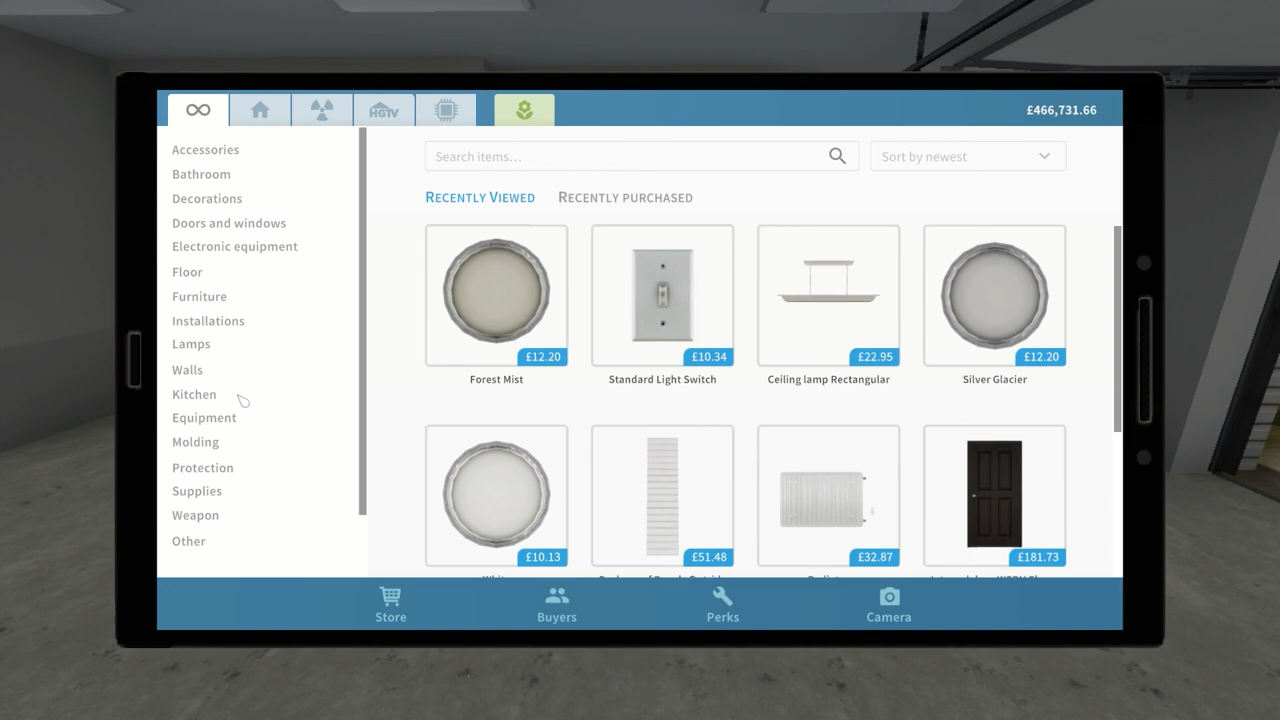 HGTV
£466,731.66
Accessories
Bathroom
Decorations
Doors and windows
Electronic equipment
Floor
Furniture
Installations
Lamps
Walls
Kitchen
Equipment
Molding
Protection
Supplies
Weapon
Other
Search items...
Sort by newest
RECENTLY VIEWED
RECENTLY PURCHASED
£12.20
£10.34
£22.95
£12.20
Forest Mist
Standard Light Switch
Ceiling lamp Rectangular
Silver Glacier
£10.13
£51.48
£32.87
£181.73
Store
Buyers
Perks
Camera